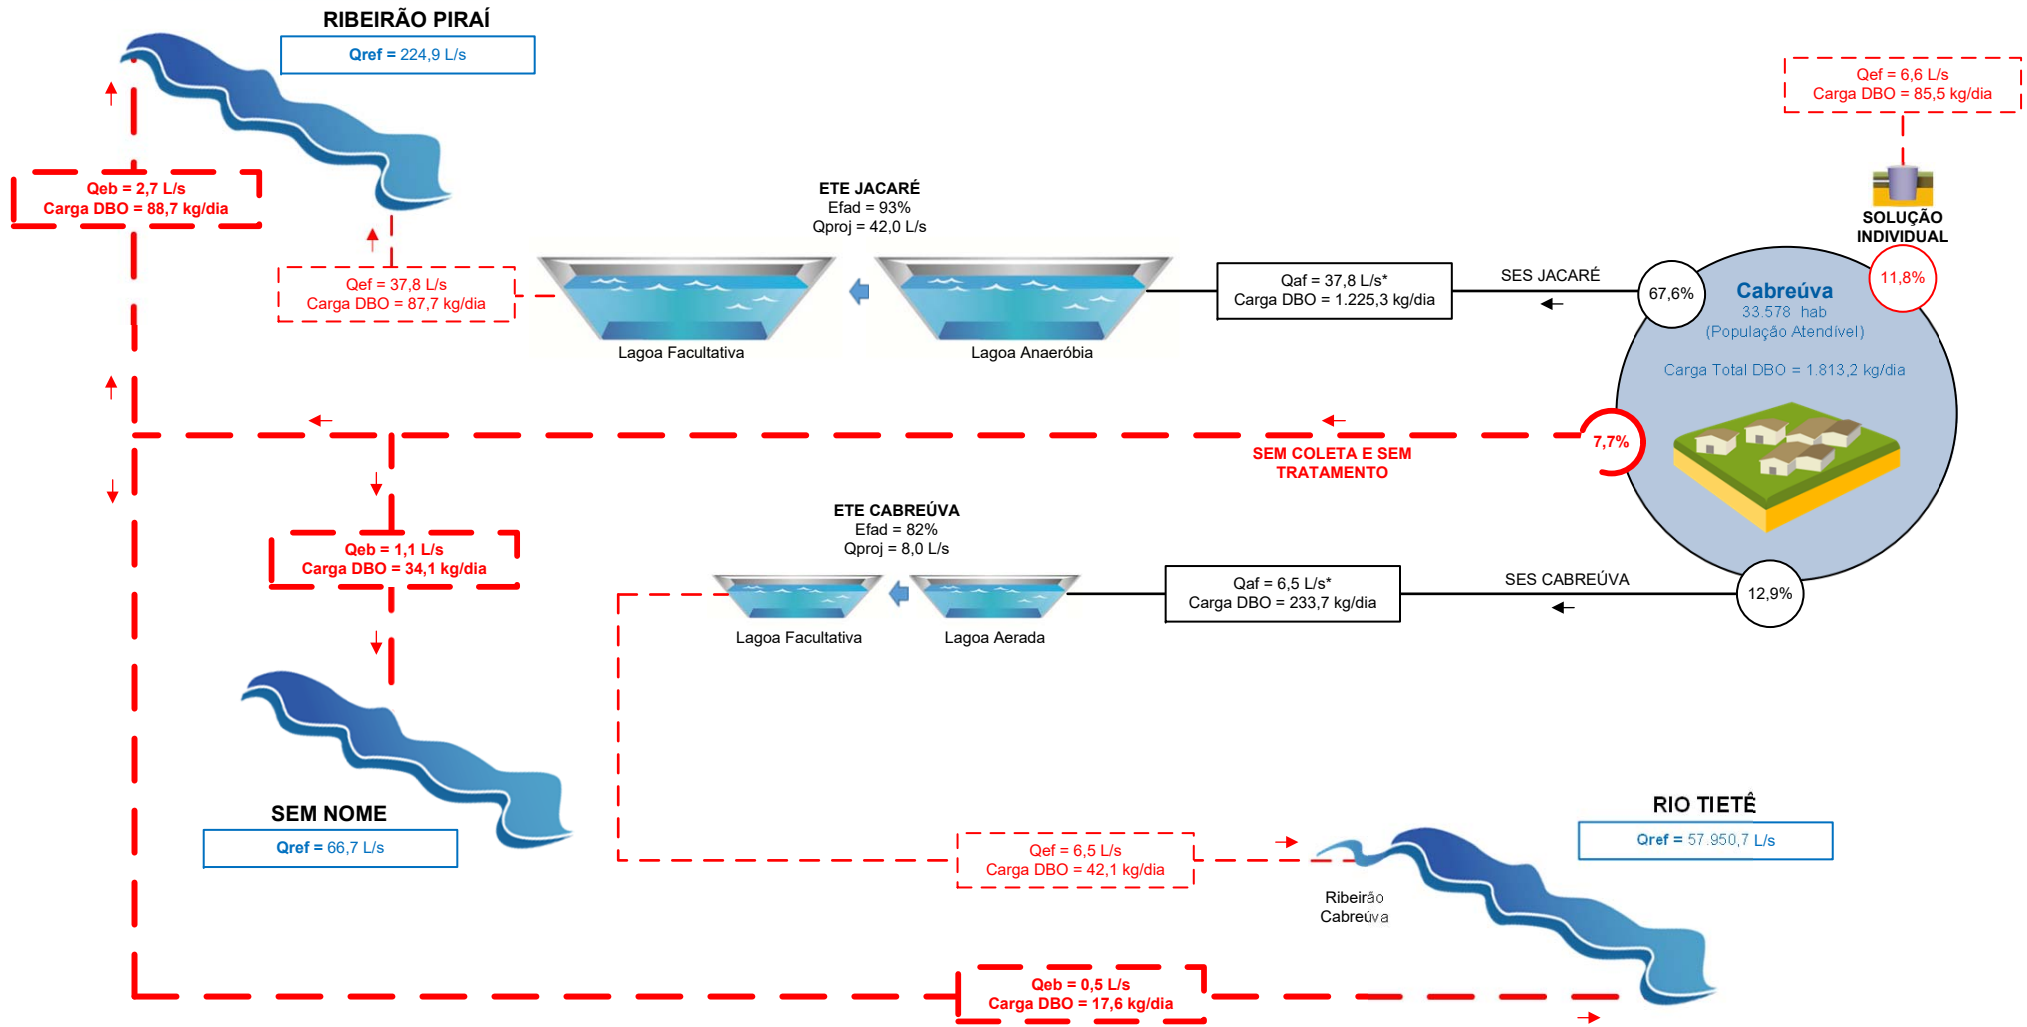 RIBEIRÃO PIRAÍ
Qref = 224,9 L/s
Qef = 6,6 L/s
Carga DBO = 85,5 kg/dia
Qeb = 2,7 L/s
Carga DBO = 88,7 kg/dia
ETE JACARÉ
Efad = 93%
Qproj = 42,0 L/s
SOLUÇÃO
INDIVIDUAL
Qef = 37,8 L/s
Carga DBO = 87,7 kg/dia
Lagoa Facultativa
Lagoa Anaeróbia
Qaf = 37,8 L/s*
Carga DBO = 1.225,3 kg/dia
SES JACARÉ
67,6%
11,8%
Cabreúva
33.578 hab
(População Atendível)
Carga Total DBO = 1.813,2 kg/dia
7,7%
SEM COLETA E SEM
TRATAMENTO
ETE CABREÚVA
Efad = 82%
Qproj = 8,0 L/s
Qeb = 1,1 L/s
Carga DBO = 34,1 kg/dia
Lagoa Facultativa
Lagoa Aerada
Qaf = 6,5 L/s*
Carga DBO = 233,7 kg/dia
SES CABREÚVA
12,9%
SEM NOME
Qref = 66,7 L/s
RIO TIETÊ
Qref = 57.950,7 L/s
Qef = 6,5 L/s
Carga DBO = 42,1 kg/dia
Ribeirão
Cabreúva
Qeb = 0,5 L/s
Carga DBO = 17,6 kg/dia